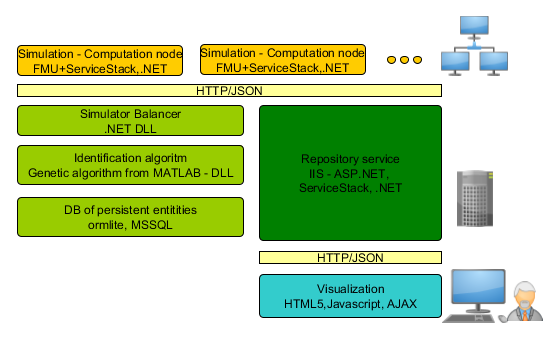 Simulation - Computation node
FMU+ServiceStack,.NET
Simulation - Computation node
FMU+ServiceStack,.NET
HTTP/JSON
Simulator Balancer
.NET DLL
Identification algoritm
Genetic algorithm from MATLAB - DLL
DB of persistent entitities
ormlite, MSSQL
Repository service
IIS - ASP.NET,
ServiceStack, .NET
HTTP/JSON
Visualization
HTML5,Javascript, AJAX